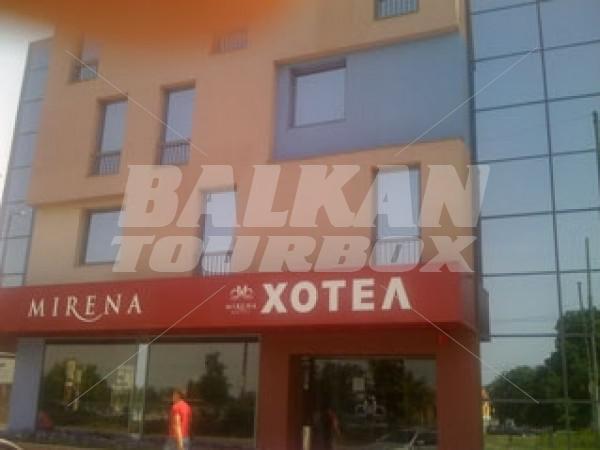 BALKAN
TOURBOX
MIRENA
MIRENA
ХОТЕЛ